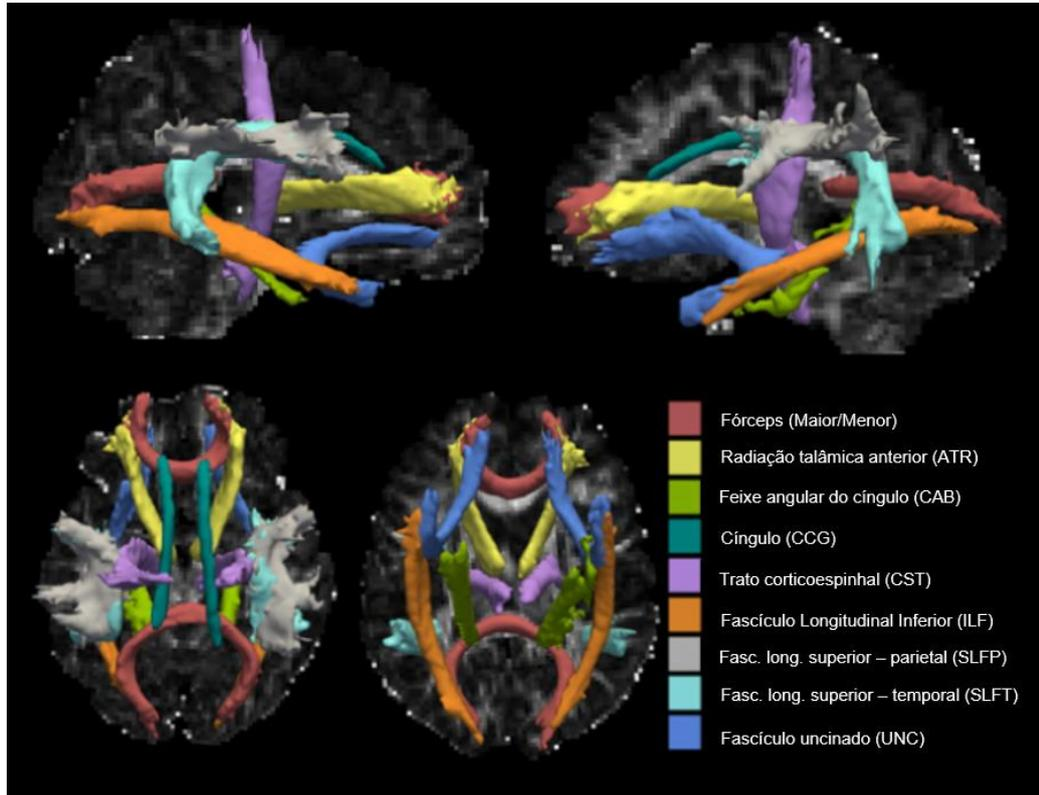 Fórceps (Maior/Menor)
Radiação talâmica anterior (ATR)
Feixe angular do cíngulo (CAB)
Cíngulo (CCG)
Trato corticoespinhal (CST)
Fascículo Longitudinal Inferior (ILF)
Fasc. long. superior – parietal (SLFP)
Fasc. long. superior – temporal (SLFT)
Fascículo uncinado (UNC)